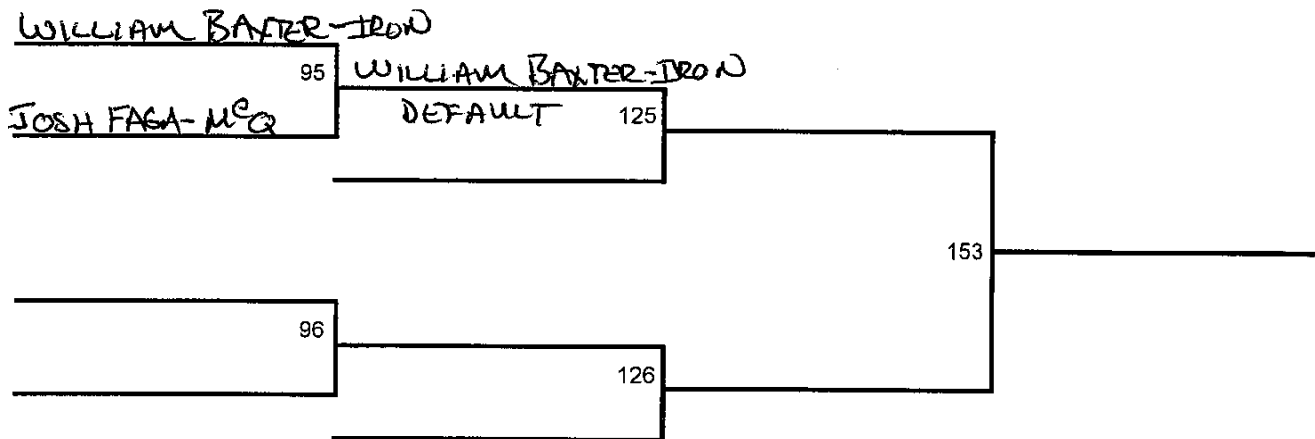 WILLIAM BAXTER-IRON
95
WILLIAM BAXTER-IRON
JOSH FAGA-McQ
DEFAULT
125
153
96
126